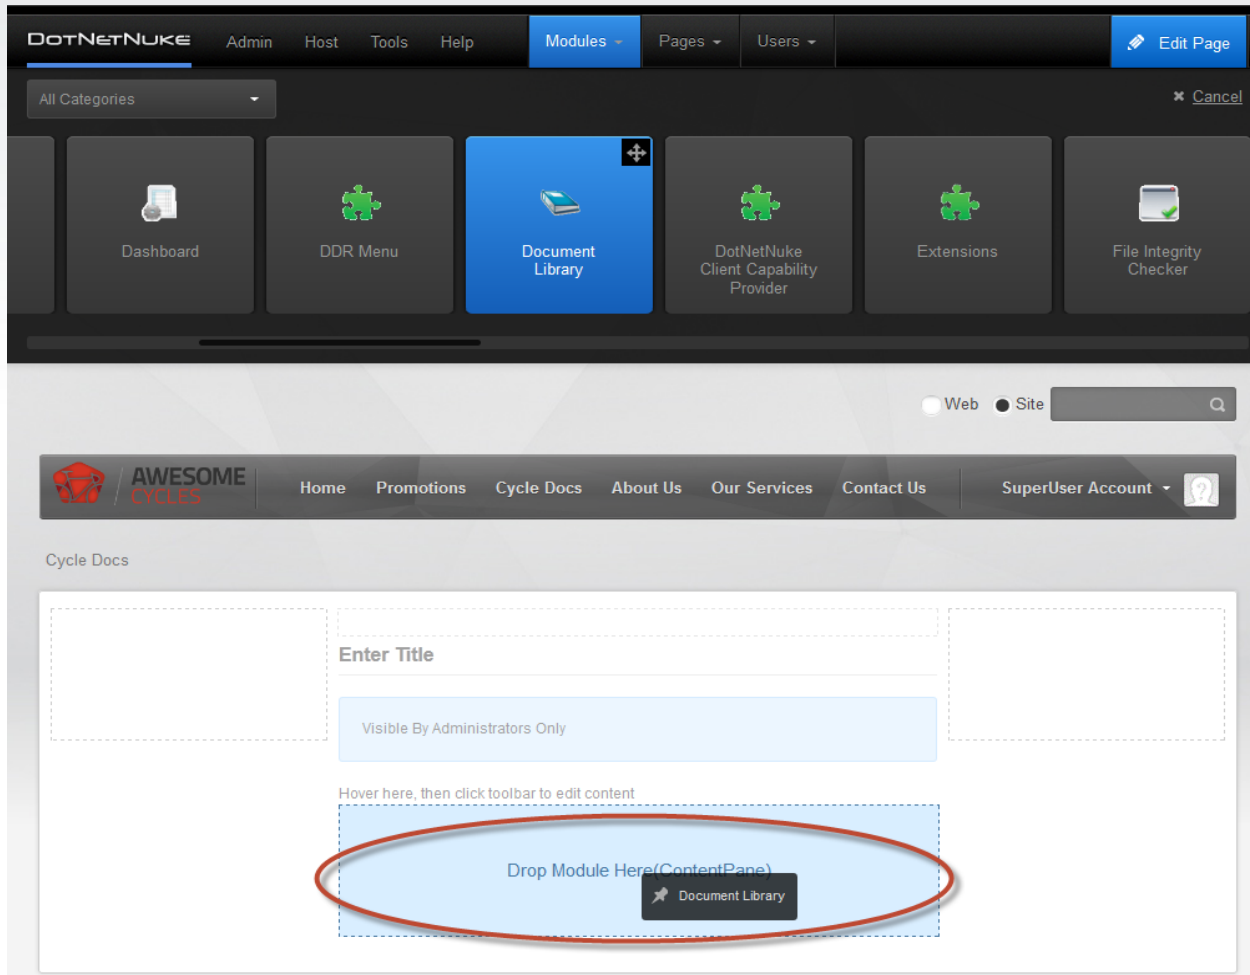 DOTNETNUKE Admin Host Tools Help Modules Pages Users Edit Page
All Categories
Cancel
Dashboard
DDR Menu
Document
Library
DotNetNuke
Client Capability
Provider
Extensions
File Integrity
Checker
Web Site
AWESOME
CYCLES
Home Promotions Cycle Docs About Us Our Services Contact Us SuperUser Account
Cycle Docs
Enter Title
Visible By Administrators Only
Hover here, then click toolbar to edit content
Drop Module Here(ContentPane)
Document Library